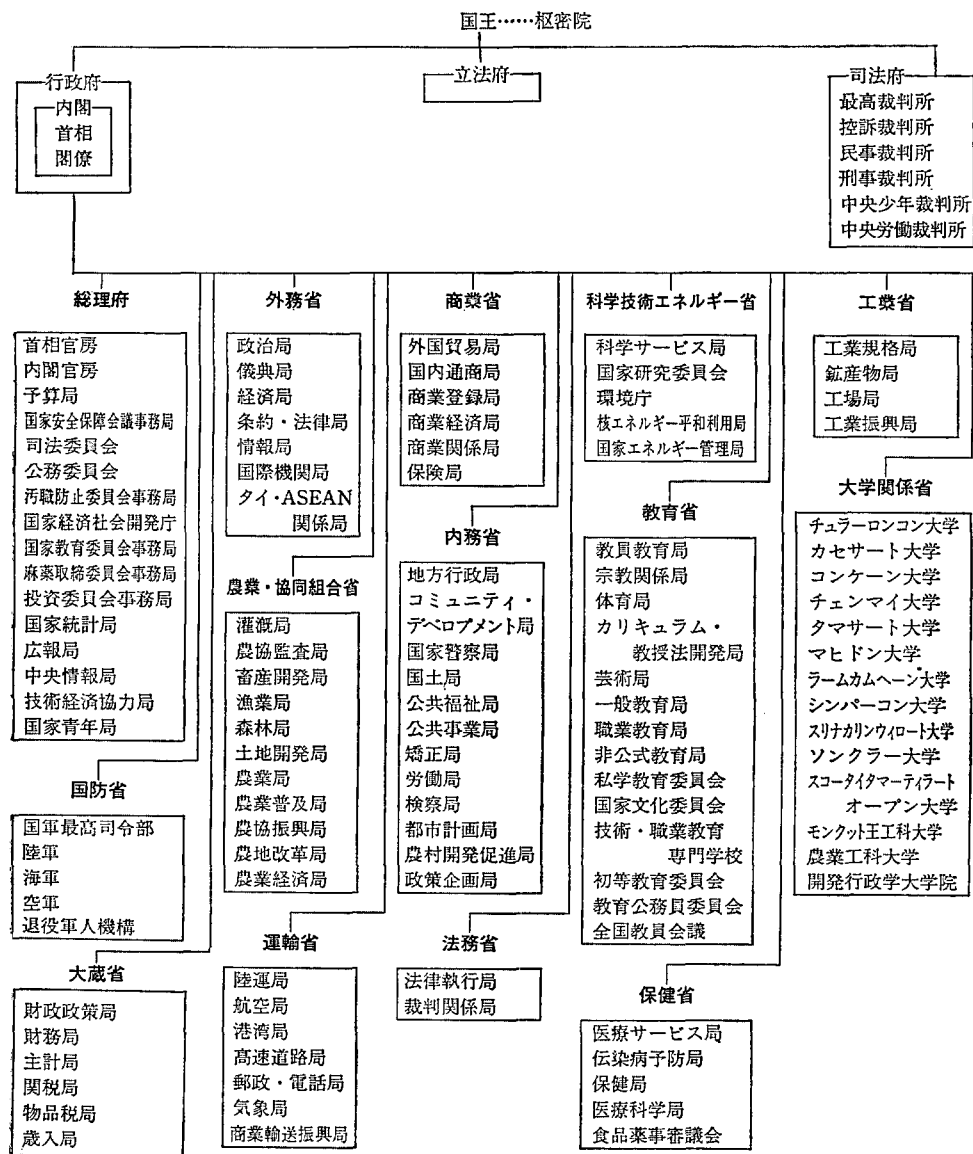 国王……枢密院
行政府
内閣
首相
閣僚
立法府
司法府
最高裁判所
控訴裁判所
民事裁判所
刑事裁判所
中央少年裁判所
中央労働裁判所
総理府
首相官房
内閣官房
予算局
国家安全保障会議事務局
司法委員会
公務委員会
汚職防止委員会事務局
国家経済社会開発庁
国家教育委員会事務局
麻薬取締委員会事務局
投資委員会事務局
国家統計局
広報局
中央情報局
技術経済協力局
国家青年局
国防省
国軍最高司令部
陸軍
海軍
空軍
退役軍人機構
大蔵省
財政政策局
財務局
主計局
関税局
物品税局
歳入局
外務省
政治局
儀典局
経済局
条約・法律局
情報局
国際機関局
タイ・ASEAN
関係局
農業・協同組合省
灌漑局
農協監査局
畜産開発局
漁業局
森林局
土地開発局
農業局
農業普及局
農協振興局
農地改革局
農業経済局
運輸省
陸運局
航空局
港湾局
高速道路局
郵政・電話局
気象局
商業輸送振興局
商業省
外国貿易局
国内通商局
商業登録局
商業経済局
商業関係局
保険局
内務省
地方行政局
コミュニティ・
デベロプメント局
国家警察局
国土局
公共福祉局
公共事業局
矯正局
労働局
検察局
都市計画局
農村開発促進局
政策企画局
法務省
法律執行局
裁判関係局
科学技術エネルギー省
科学サービス局
国家研究委員会
環境庁
核エネルギー平和利用局
国家エネルギー管理局
教育省
教員教育局
宗教関係局
体育局
カリキュラム・
教授法開発局
芸術局
一般教育局
職業教育局
非公式教育局
私学教育委員会
国家文化委員会
技術・職業教育
専門学校
初等教育委員会
教育公務員委員会
全国教員会議
保健省
医療サービス局
伝染病予防局
保健局
医療科学局
食品薬事審議会
工業省
工業規格局
鉱産物局
工場局
工業振興局
大学関係省
チュラーロンコン大学
カセサート大学
コンケーン大学
チェンマイ大学
タマサート大学
マヒドン大学
ラームカムヘーン大学
シンパーコン大学
スリナカリンウィロート大学
ソンクラー大学
スコータイタマーティラート
オープン大学
モンクット王工科大学
農業工科大学
開発行政学大学院